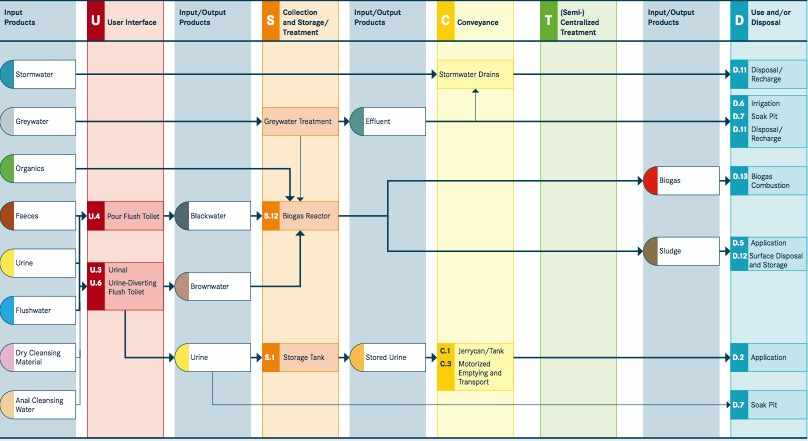 Input
Products
U
User Interface
Input/Output
Products
S
Collection
and Storage/
Treatment
Input/Output
Products
C
Conveyance
T
(Semi-)
Centralized
Treatment
Input/Output
Products
D
Use and/or
Disposal
Stormwater
Stormwater Drains
D.11 Disposal/
Recharge
Greywater
Greywater Treatment
Effluent
D.6 Irrigation
D.7 Soak Pit
D.11 Disposal/
Recharge
Organics
Biogas
D.13 Biogas
Combustion
Faeces
U.4 Pour Flush Toilet
Blackwater
S.12 Biogas Reactor
Urine
U.3 Urinal
U.6 Urine-Diverting
Flush Toilet
Brownwater
Sludge
D.5 Application
D.12 Surface Disposal
and Storage
Flushwater
Dry Cleansing
Material
Urine
S.1 Storage Tank
Stored Urine
C.1 Jerrycan/Tank
C.3 Motorized
Emptying and
Transport
D.2 Application
Anal Cleansing
Water
D.7 Soak Pit